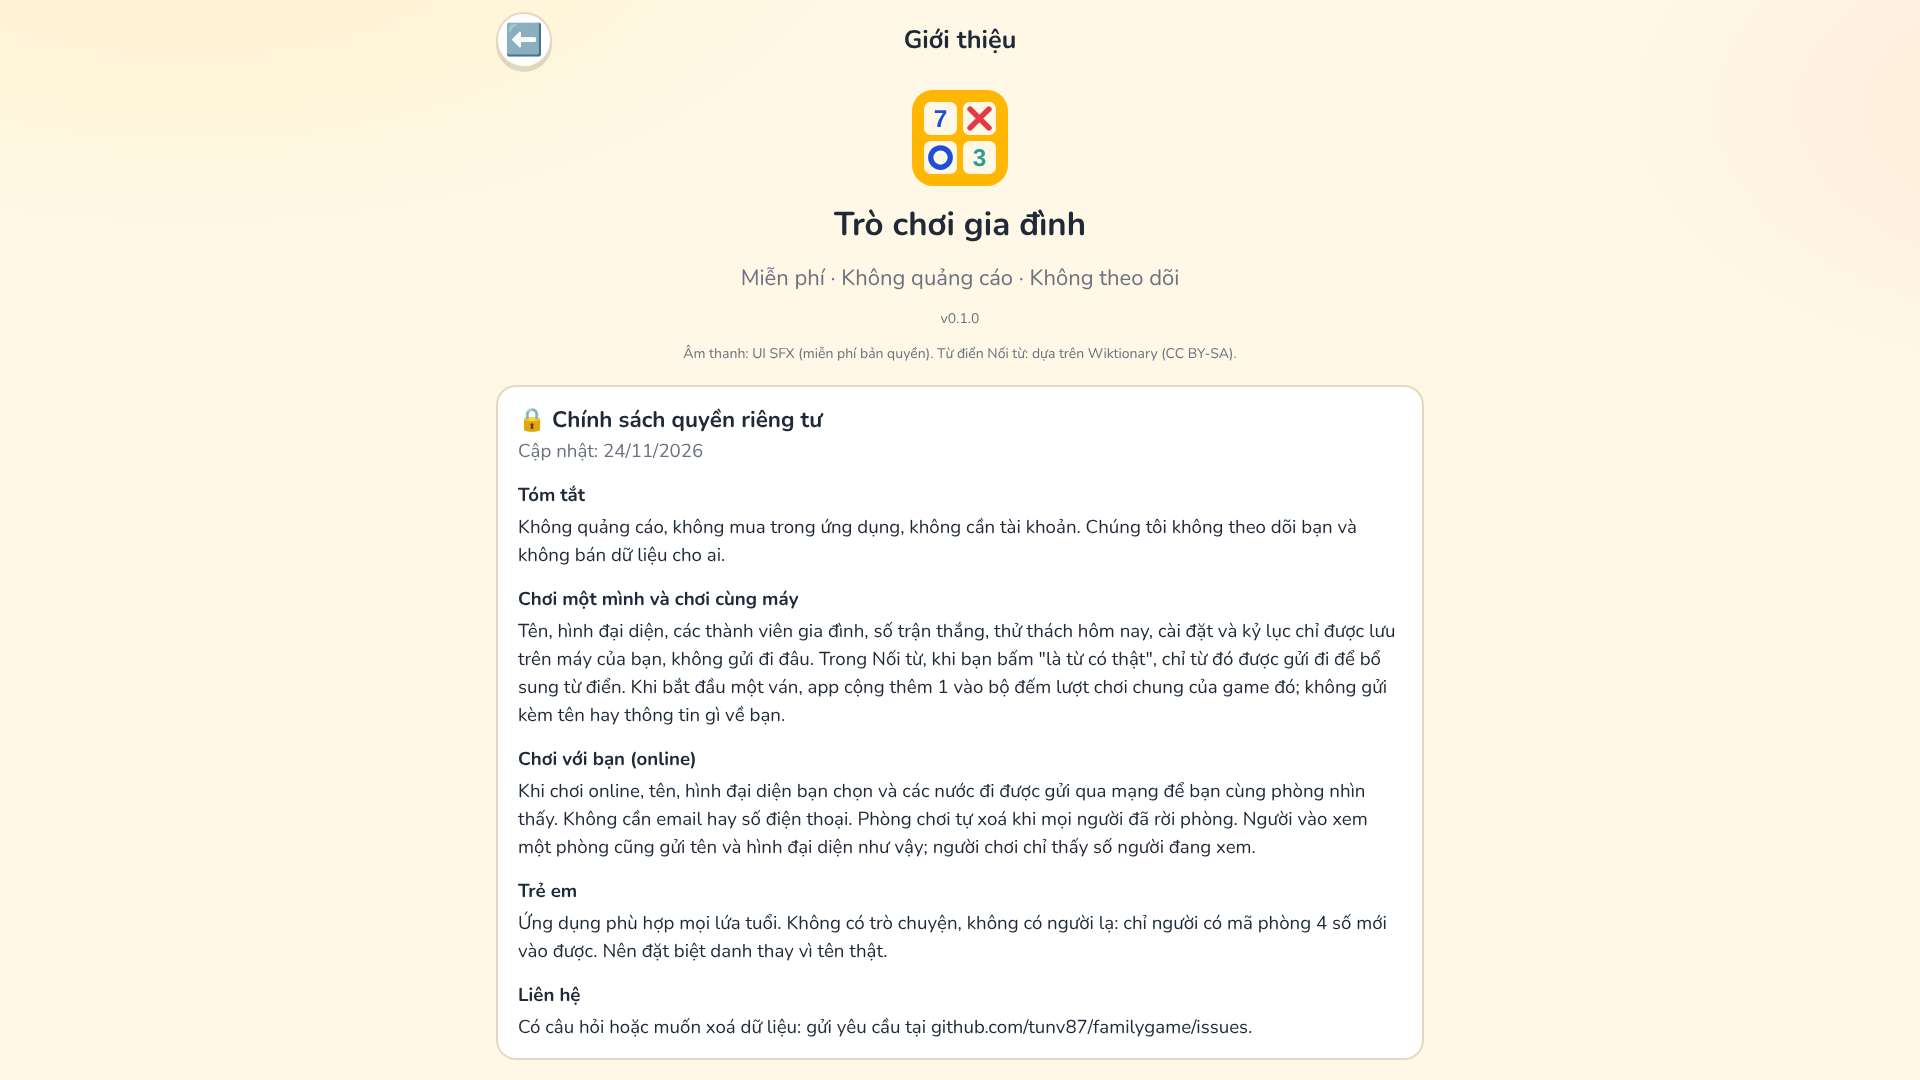 Giới thiệu
7
3
Trò chơi gia đình
Miễn phí · Không quảng cáo · Không theo dõi
v0.1.0
Âm thanh: UI SFX (miễn phí bản quyền). Từ điển Nối từ: dựa trên Wiktionary (CC BY-SA).
🔒 Chính sách quyền riêng tư
Cập nhật: 24/11/2026
Tóm tắt
Không quảng cáo, không mua trong ứng dụng, không cần tài khoản. Chúng tôi không theo dõi bạn và
không bán dữ liệu cho ai.
Chơi một mình và chơi cùng máy
Tên, hình đại diện, các thành viên gia đình, số trận thắng, thử thách hôm nay, cài đặt và kỷ lục chỉ được lưu
trên máy của bạn, không gửi đi đâu. Trong Nối từ, khi bạn bấm "là từ có thật", chỉ từ đó được gửi đi để bổ
sung từ điển. Khi bắt đầu một ván, app cộng thêm 1 vào bộ đếm lượt chơi chung của game đó; không gửi
kèm tên hay thông tin gì về bạn.
Chơi với bạn (online)
Khi chơi online, tên, hình đại diện bạn chọn và các nước đi được gửi qua mạng để bạn cùng phòng nhìn
thấy. Không cần email hay số điện thoại. Phòng chơi tự xoá khi mọi người đã rời phòng. Người vào xem
một phòng cũng gửi tên và hình đại diện như vậy; người chơi chỉ thấy số người đang xem.
Trẻ em
Ứng dụng phù hợp mọi lứa tuổi. Không có trò chuyện, không có người lạ: chỉ người có mã phòng 4 số mới
vào được. Nên đặt biệt danh thay vì tên thật.
Liên hệ
Có câu hỏi hoặc muốn xoá dữ liệu: gửi yêu cầu tại github.com/tunv87/familygame/issues.